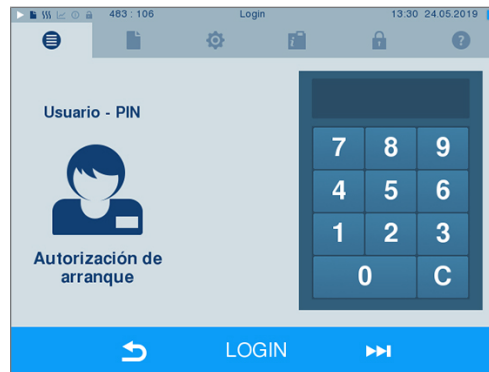 483 : 106 Login 13:30 24.05.2019
i ?
Usuario - PIN
Autorización de
arranque
7 8 9
4 5 6
1 2 3
0 C
LOGIN